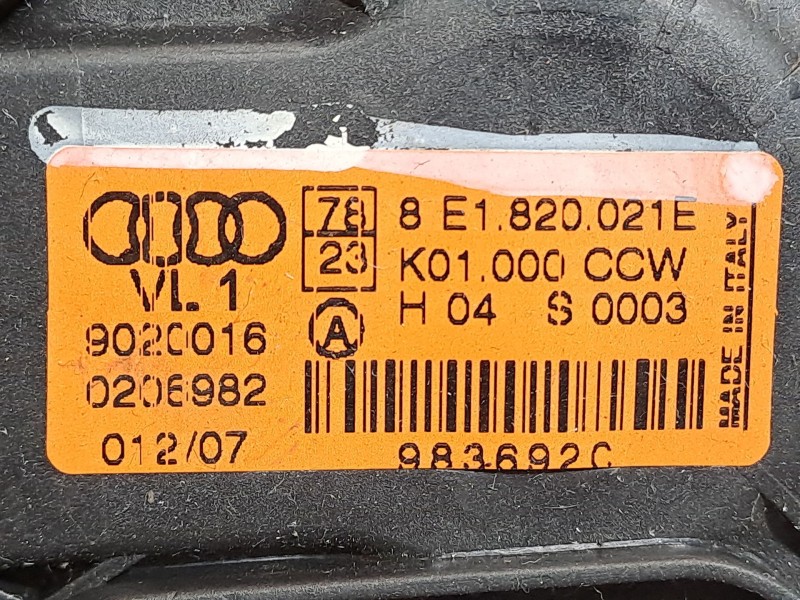 78 8 E1.820.021E
23 K01.000 CCW
VL 1
H 04 S 0003
A
9020016
0206982
012/07
983692C
MADE IN ITALY